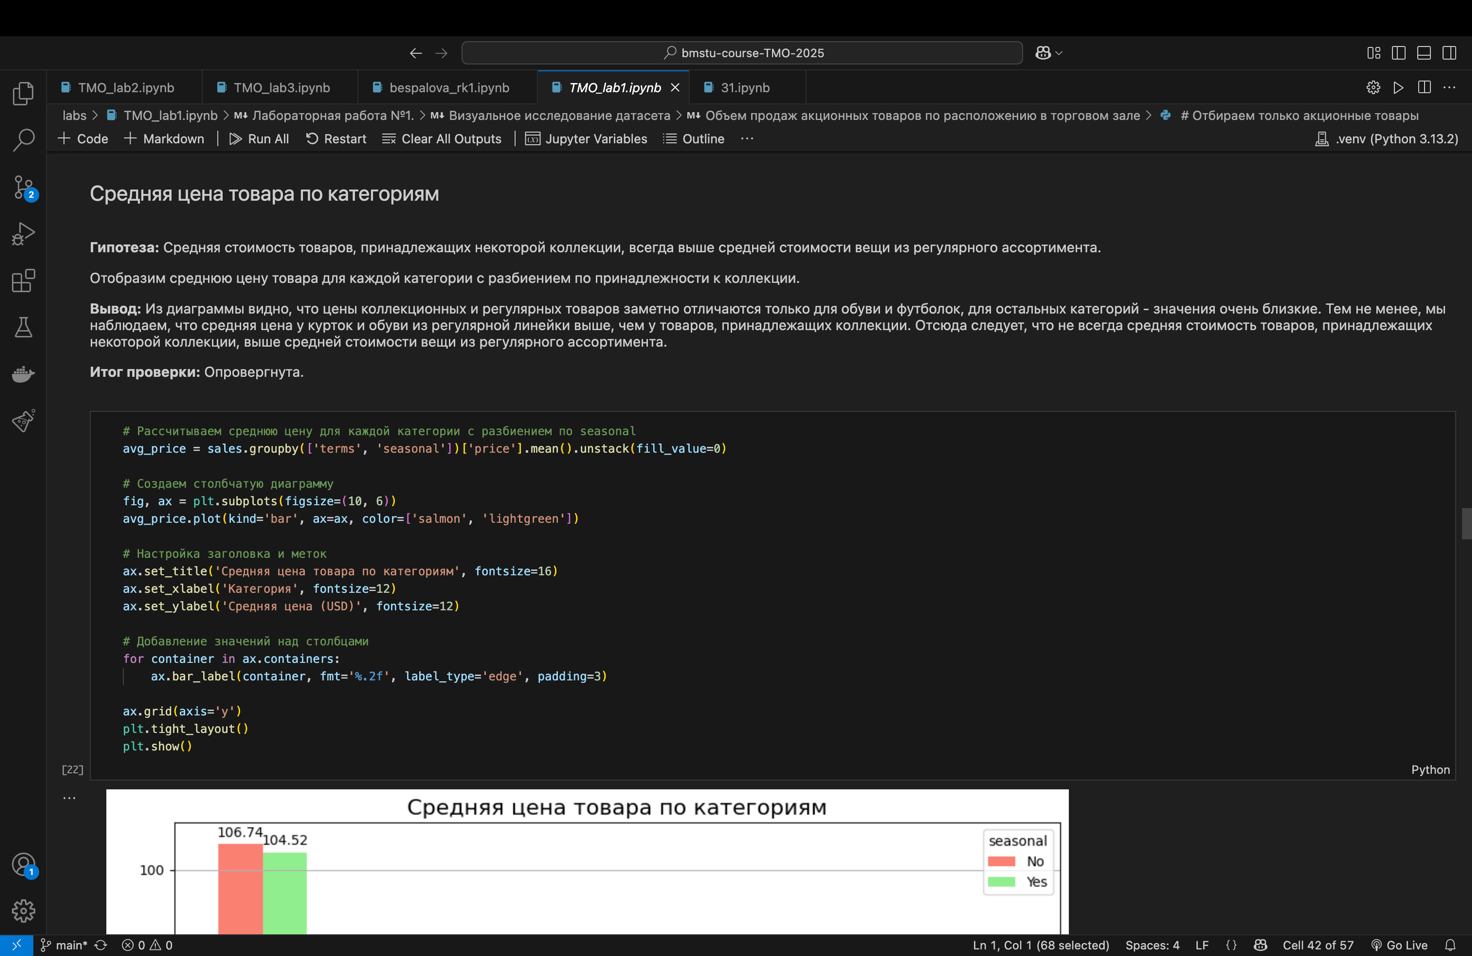 bmstu-course-TMO-2025
TMO_lab2.ipynb
TMO_lab3.ipynb
bespalova_rk1.ipynb
TMO_lab1.ipynb
31.ipynb
labs > TMO_lab1.ipynb > M↓ Лабораторная работа №1. > M↓ Визуальное исследование датасета > M↓ Объем продаж акционных товаров по расположению в торговом зале > # Отбираем только акционные товары
+ Code + Markdown | Run All Restart Clear All Outputs | Jupyter Variables Outline ···
.venv (Python 3.13.2)
2
Средняя цена товара по категориям
Гипотеза: Средняя стоимость товаров, принадлежащих некоторой коллекции, всегда выше средней стоимости вещи из регулярного ассортимента.
Отобразим среднюю цену товара для каждой категории с разбиением по принадлежности к коллекции.
Вывод: Из диаграммы видно, что цены коллекционных и регулярных товаров заметно отличаются только для обуви и футболок, для остальных категорий - значения очень близкие. Тем не менее, мы
наблюдаем, что средняя цена у курток и обуви из регулярной линейки выше, чем у товаров, принадлежащих коллекции. Отсюда следует, что не всегда средняя стоимость товаров, принадлежащих
некоторой коллекции, выше средней стоимости вещи из регулярного ассортимента.
Итог проверки: Опровергнута.
# Рассчитываем среднюю цену для каждой категории с разбиением по seasonal
avg_price = sales.groupby(['terms', 'seasonal'])['price'].mean().unstack(fill_value=0)
# Создаем столбчатую диаграмму
fig, ax = plt.subplots(figsize=(10, 6))
avg_price.plot(kind='bar', ax=ax, color=['salmon', 'lightgreen'])
# Настройка заголовка и меток
ax.set_title('Средняя цена товара по категориям', fontsize=16)
ax.set_xlabel('Категория', fontsize=12)
ax.set_ylabel('Средняя цена (USD)', fontsize=12)
# Добавление значений над столбцами
for container in ax.containers:
    ax.bar_label(container, fmt='%.2f', label_type='edge', padding=3)
ax.grid(axis='y')
plt.tight_layout()
plt.show()
[22]
Python
...
Средняя цена товара по категориям
106.74
104.52
100
seasonal
No
Yes
1
main*
0 0
Ln 1, Col 1 (68 selected)
Spaces: 4
LF
{}
Cell 42 of 57
Go Live